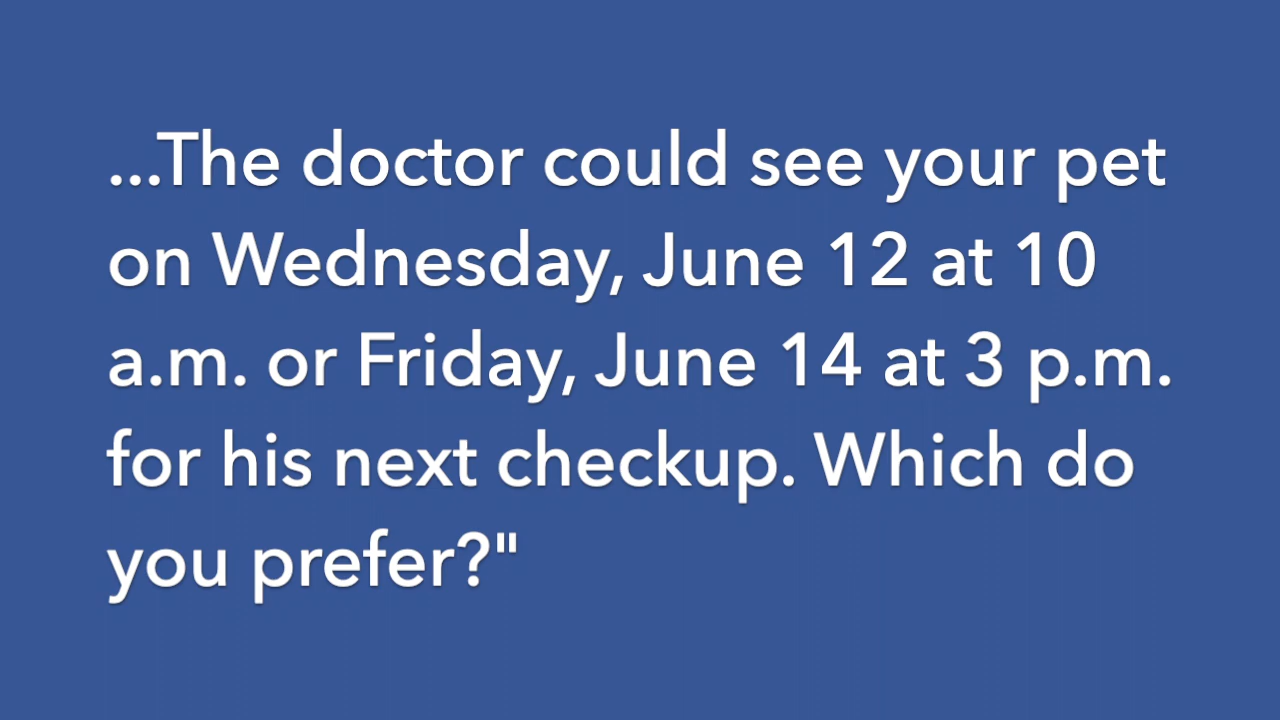 ...The doctor could see your pet
on Wednesday, June 12 at 10
a.m. or Friday, June 14 at 3 p.m.
for his next checkup. Which do
you prefer?"